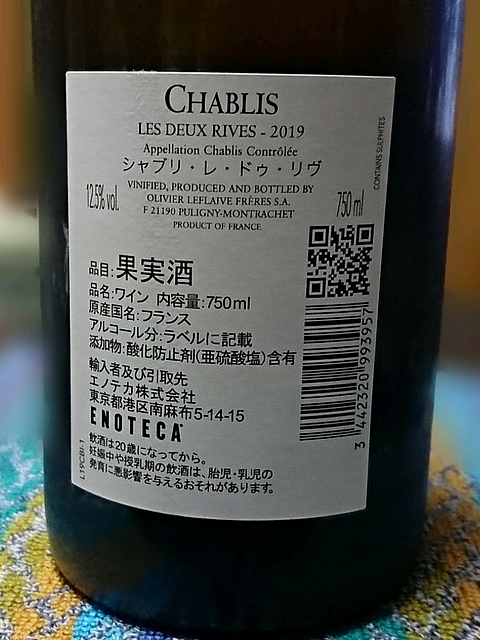 CHABLIS
LES DEUX RIVES - 2019
Appellation Chablis Contrôlée
シャブリ・レ・ドゥ・リヴ
12.5% vol.
VINIFIED, PRODUCED AND BOTTLED BY
OLIVIER LEFLAIVE FRÈRES S.A.
F 21190 PULIGNY-MONTRACHET
PRODUCT OF FRANCE
750 ml
CONTAINS SULPHITES
品目:果実酒
品名:ワイン 内容量:750ml
原産国名:フランス
アルコール分:ラベルに記載
添加物:酸化防止剤(亜硫酸塩)含有
輸入者及び引取先
エノテカ株式会社
東京都港区南麻布5-14-15
ENOTECA
飲酒は20歳になってから。
妊娠中や授乳期の飲酒は、胎児・乳児の
発育に悪影響を与えるおそれがあります。
3 442320 993957
L19CBI-1